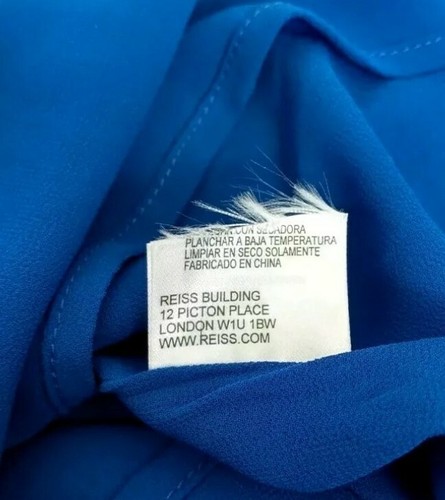 CON SECADORA
PLANCHAR A BAJA TEMPERATURA
LIMPIAR EN SECO SOLAMENTE
FABRICADO EN CHINA
REISS BUILDING
12 PICTON PLACE
LONDON W1U 1BW
WWW.REISS.COM